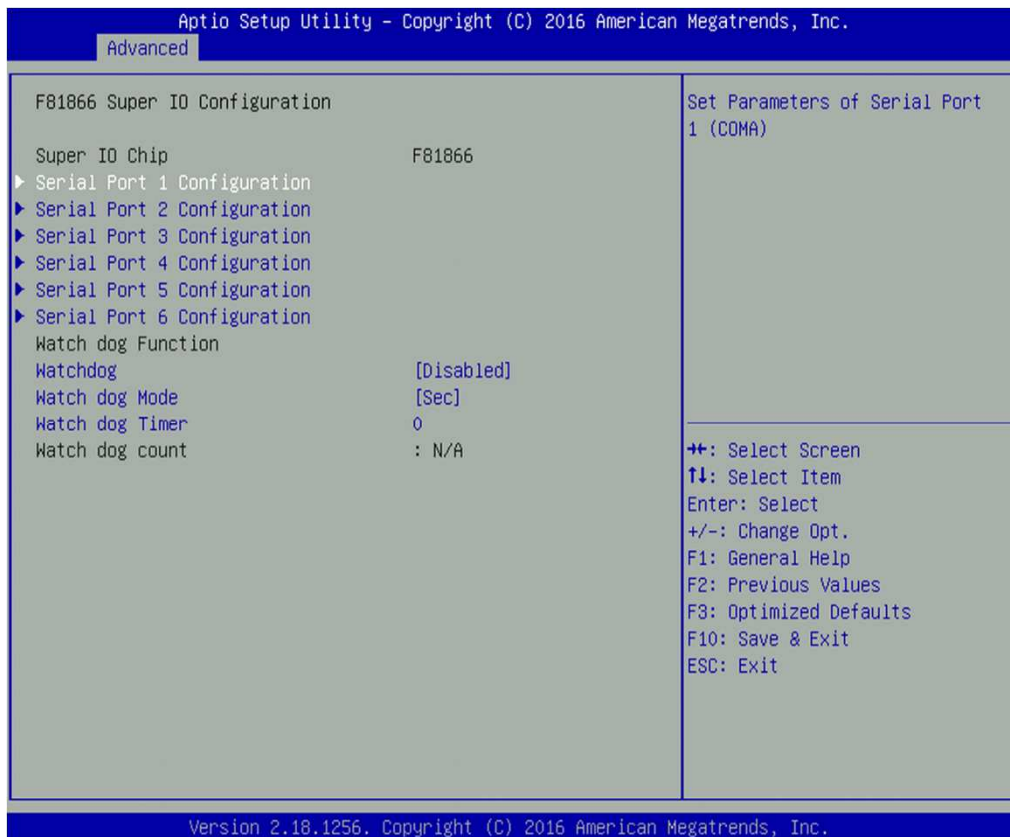 Aptio Setup Utility – Copyright (C) 2016 American Megatrends, Inc.
Advanced
F81866 Super IO Configuration
Super IO Chip F81866
▶ Serial Port 1 Configuration
▶ Serial Port 2 Configuration
▶ Serial Port 3 Configuration
▶ Serial Port 4 Configuration
▶ Serial Port 5 Configuration
▶ Serial Port 6 Configuration
Watch dog Function
Watchdog [Disabled]
Watch dog Mode [Sec]
Watch dog Timer 0
Watch dog count : N/A
Set Parameters of Serial Port
1 (COMA)
→←: Select Screen
↑↓: Select Item
Enter: Select
+/-: Change Opt.
F1: General Help
F2: Previous Values
F3: Optimized Defaults
F10: Save & Exit
ESC: Exit
Version 2.18.1256. Copyright (C) 2016 American Megatrends, Inc.